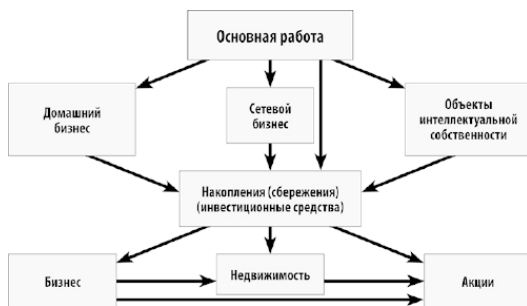 Основная работа
Домашний
бизнес
Сетевой
бизнес
Объекты
интеллектуальной
собственности
Накопления (сбережения)
(инвестиционные средства)
Бизнес
Недвижимость
Акции